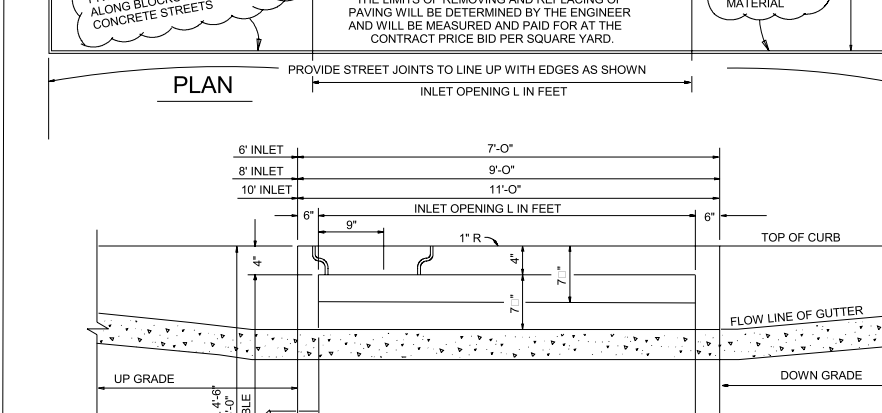 ALONG BLOCKS
CONCRETE STREETS
THE LIMITS OF REMOVING AND REPLACING OF
PAVING WILL BE DETERMINED BY THE ENGINEER
AND WILL BE MEASURED AND PAID FOR AT THE
CONTRACT PRICE BID PER SQUARE YARD.
MATERIAL
PROVIDE STREET JOINTS TO LINE UP WITH EDGES AS SHOWN
PLAN
INLET OPENING L IN FEET
6' INLET
7'-O"
8' INLET
9'-O"
10' INLET
11'-O"
6"
INLET OPENING L IN FEET
6"
9"
1" R
TOP OF CURB
4"
4"
7□"
7□"
FLOW LINE OF GUTTER
UP GRADE
DOWN GRADE
4'-6"
'-0"